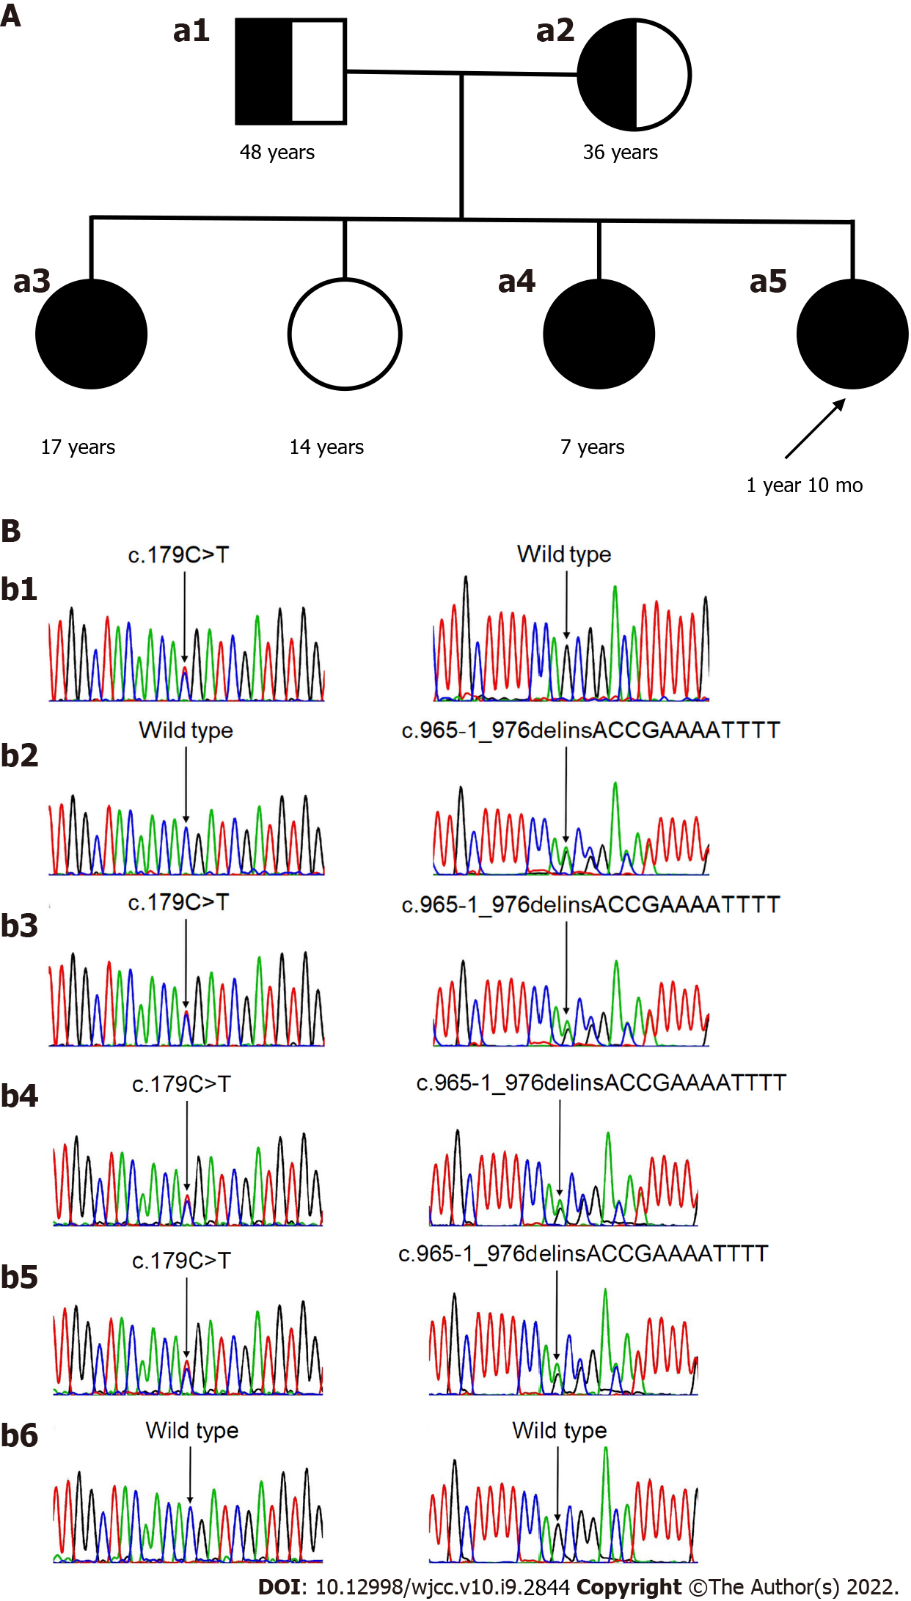 A
a1
a2
48 years
36 years
a3
a4
a5
17 years
14 years
7 years
1 year 10 mo
B
b1
c.179C>T
Wild type
b2
Wild type
c.965-1_976delinsACCGAAAATTTT
b3
c.179C>T
c.965-1_976delinsACCGAAAATTTT
b4
c.179C>T
c.965-1_976delinsACCGAAAATTTT
b5
c.179C>T
c.965-1_976delinsACCGAAAATTTT
b6
Wild type
Wild type
DOI: 10.12998/wjcc.v10.i9.2844 Copyright ©The Author(s) 2022.